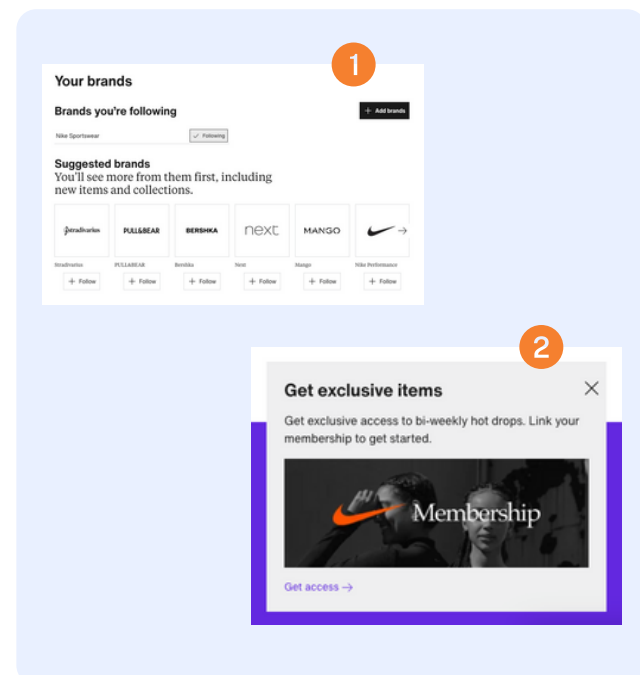 1
Your brands
Brands you're following
+ Add brands
Nike Sportswear
✓ Following
Suggested brands
You'll see more from them first, including
new items and collections.
stradivarius PULL&BEAR BERSHKA next MANGO
Stradivarius PULL&BEAR Bershka Next Mango Nike Performance
+ Follow + Follow + Follow + Follow + Follow + Follow
2
Get exclusive items
Get exclusive access to bi-weekly hot drops. Link your
membership to get started.
Membership
Get access →